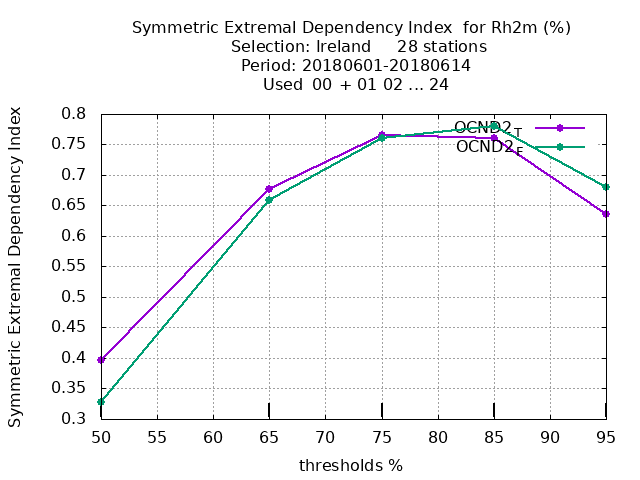 Symmetric Extremal Dependency Index  for Rh2m (%)
Selection: Ireland     28 stations
Period: 20180601-20180614
Used  00 + 01 02 ... 24
Symmetric Extremal Dependency Index
0.8
0.75
0.7
0.65
0.6
0.55
0.5
0.45
0.4
0.35
0.3
OCND2T
OCND2F
50 55 60 65 70 75 80 85 90 95
thresholds %